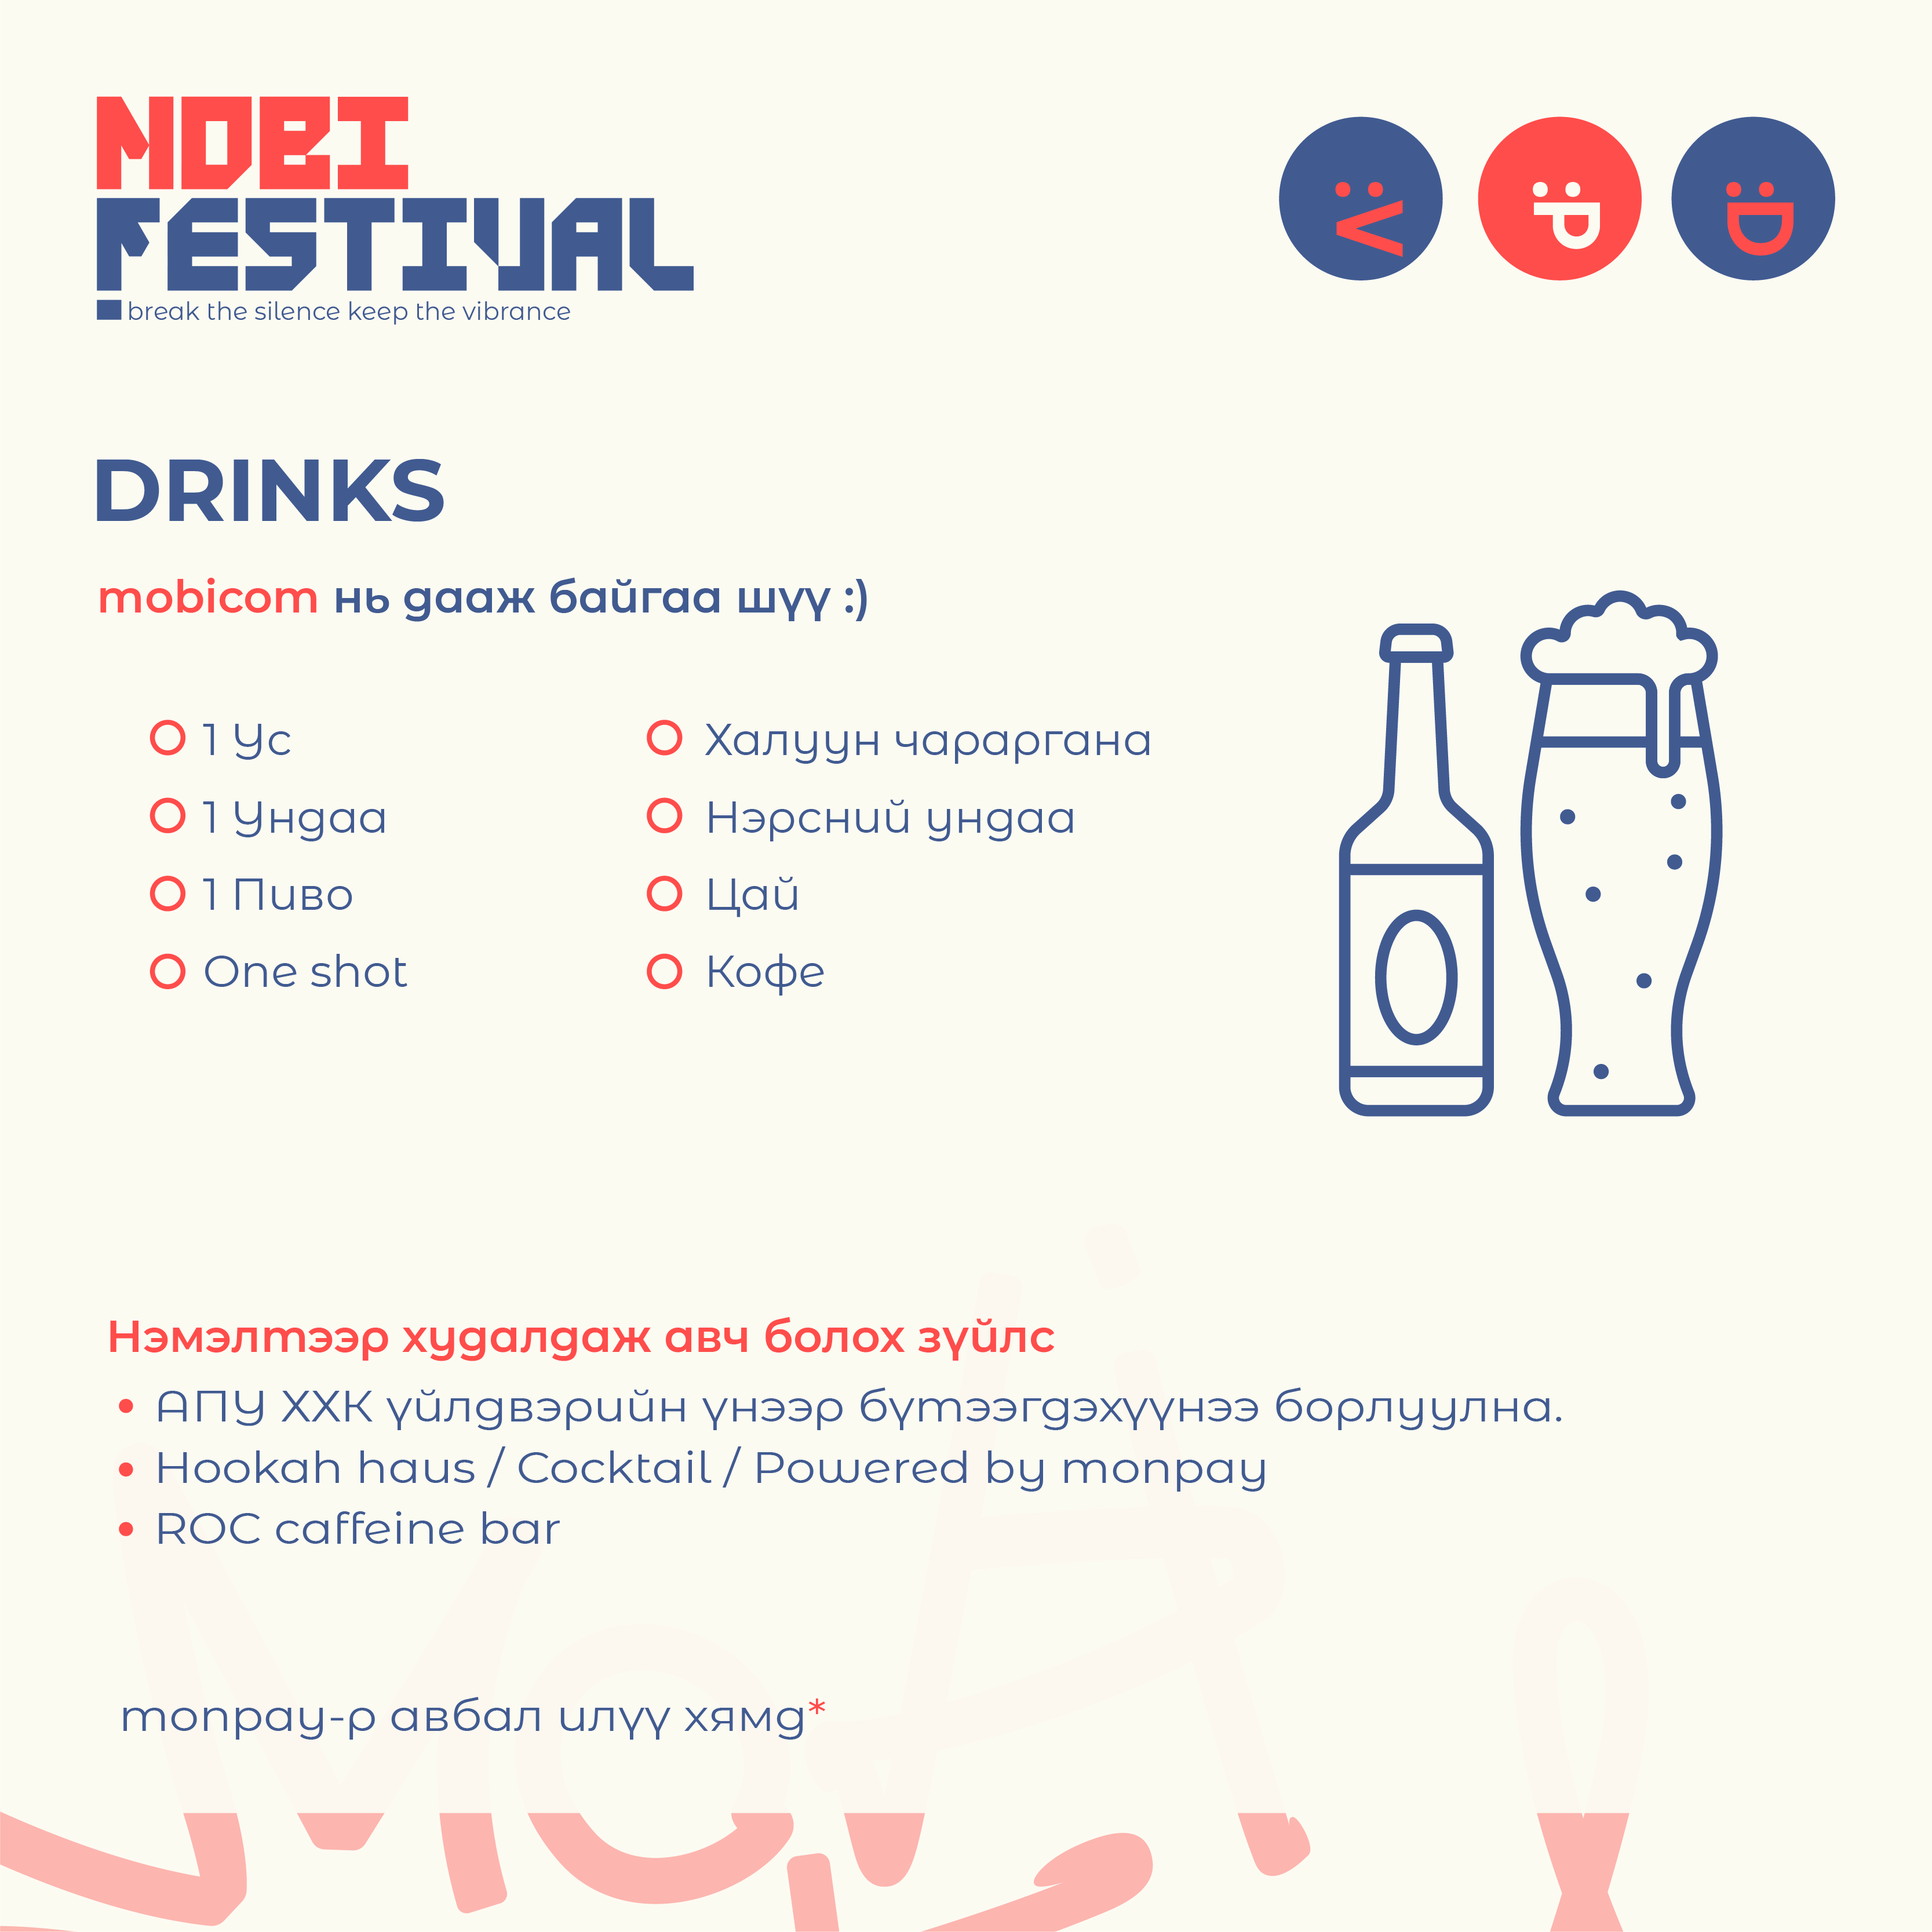 MOBI
FESTIVAL
break the silence keep the vibrance
DRINKS
mobicom нь дааж байгаа шүү :)
1 Ус
1 Ундаа
1 Пиво
One shot
Халуун чараргана
Нэрсний ундаа
Цай
Кофе
Нэмэлтээр худалдаж авч болох зүйлс
АПУ ХХК үйлдвэрийн үнээр бүтээгдэхүүнээ борлуулна.
Hookah haus / Cocktail / Powered by monpay
ROC caffeine bar
monpay-р авбал илүү хямд*